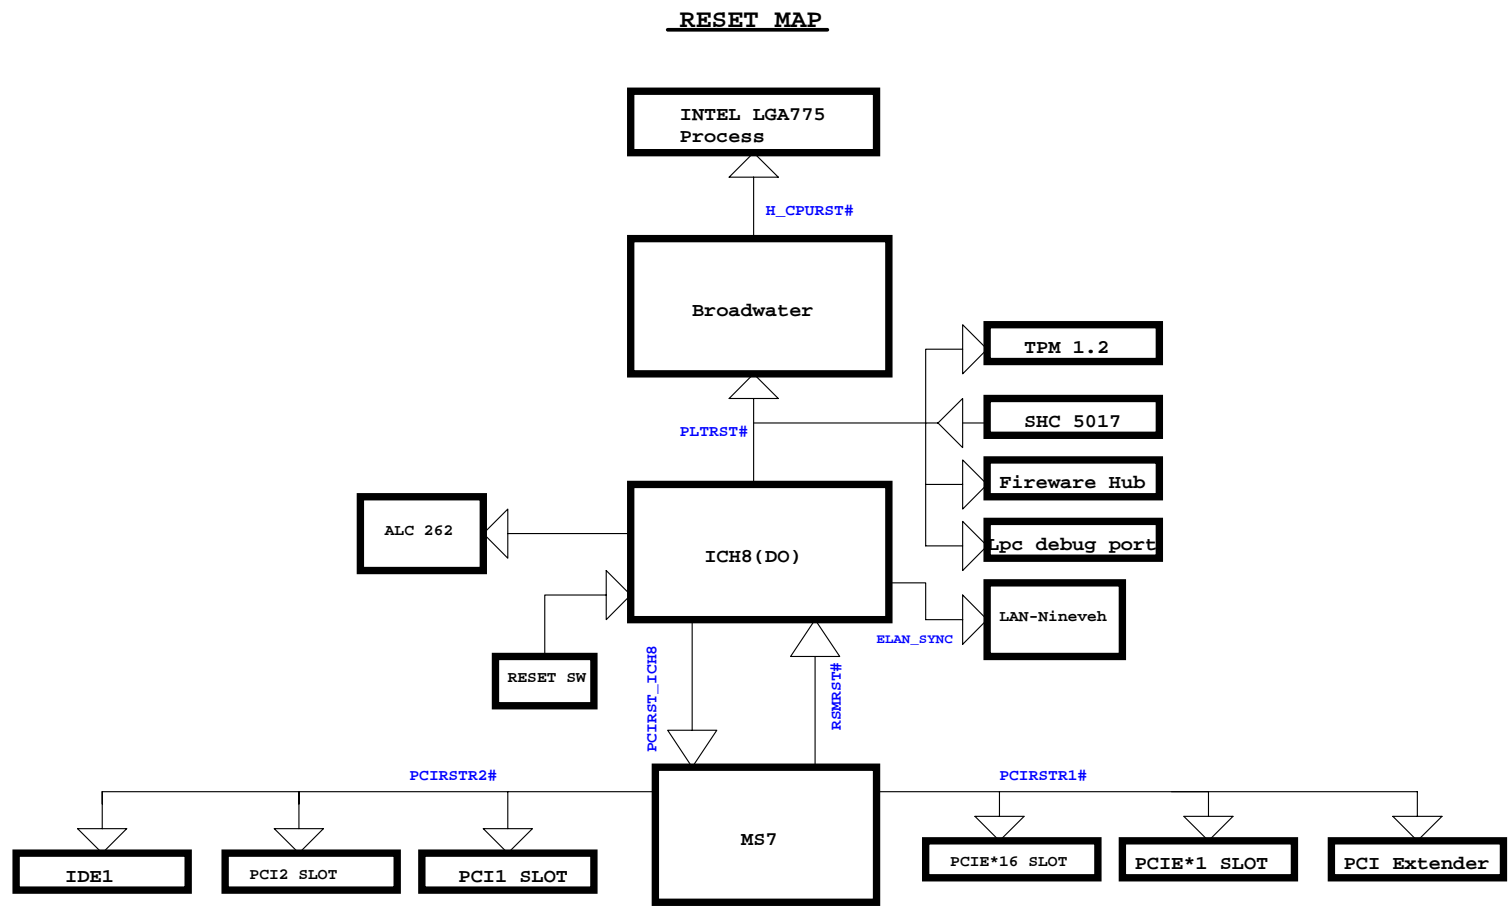 RESET MAP
INTEL LGA775
Process
H_CPURST#
Broadwater
TPM 1.2
SHC 5017
PLTRST#
Fireware Hub
Lpc debug port
ALC 262
ICH8(DO)
LAN-Nineveh
ELAN_SYNC
RESET SW
PCIRST_ICH8
RSMRST#
PCIRSTR2#
PCIRSTR1#
MS7
IDE1
PCI2 SLOT
PCI1 SLOT
PCIE*16 SLOT
PCIE*1 SLOT
PCI Extender